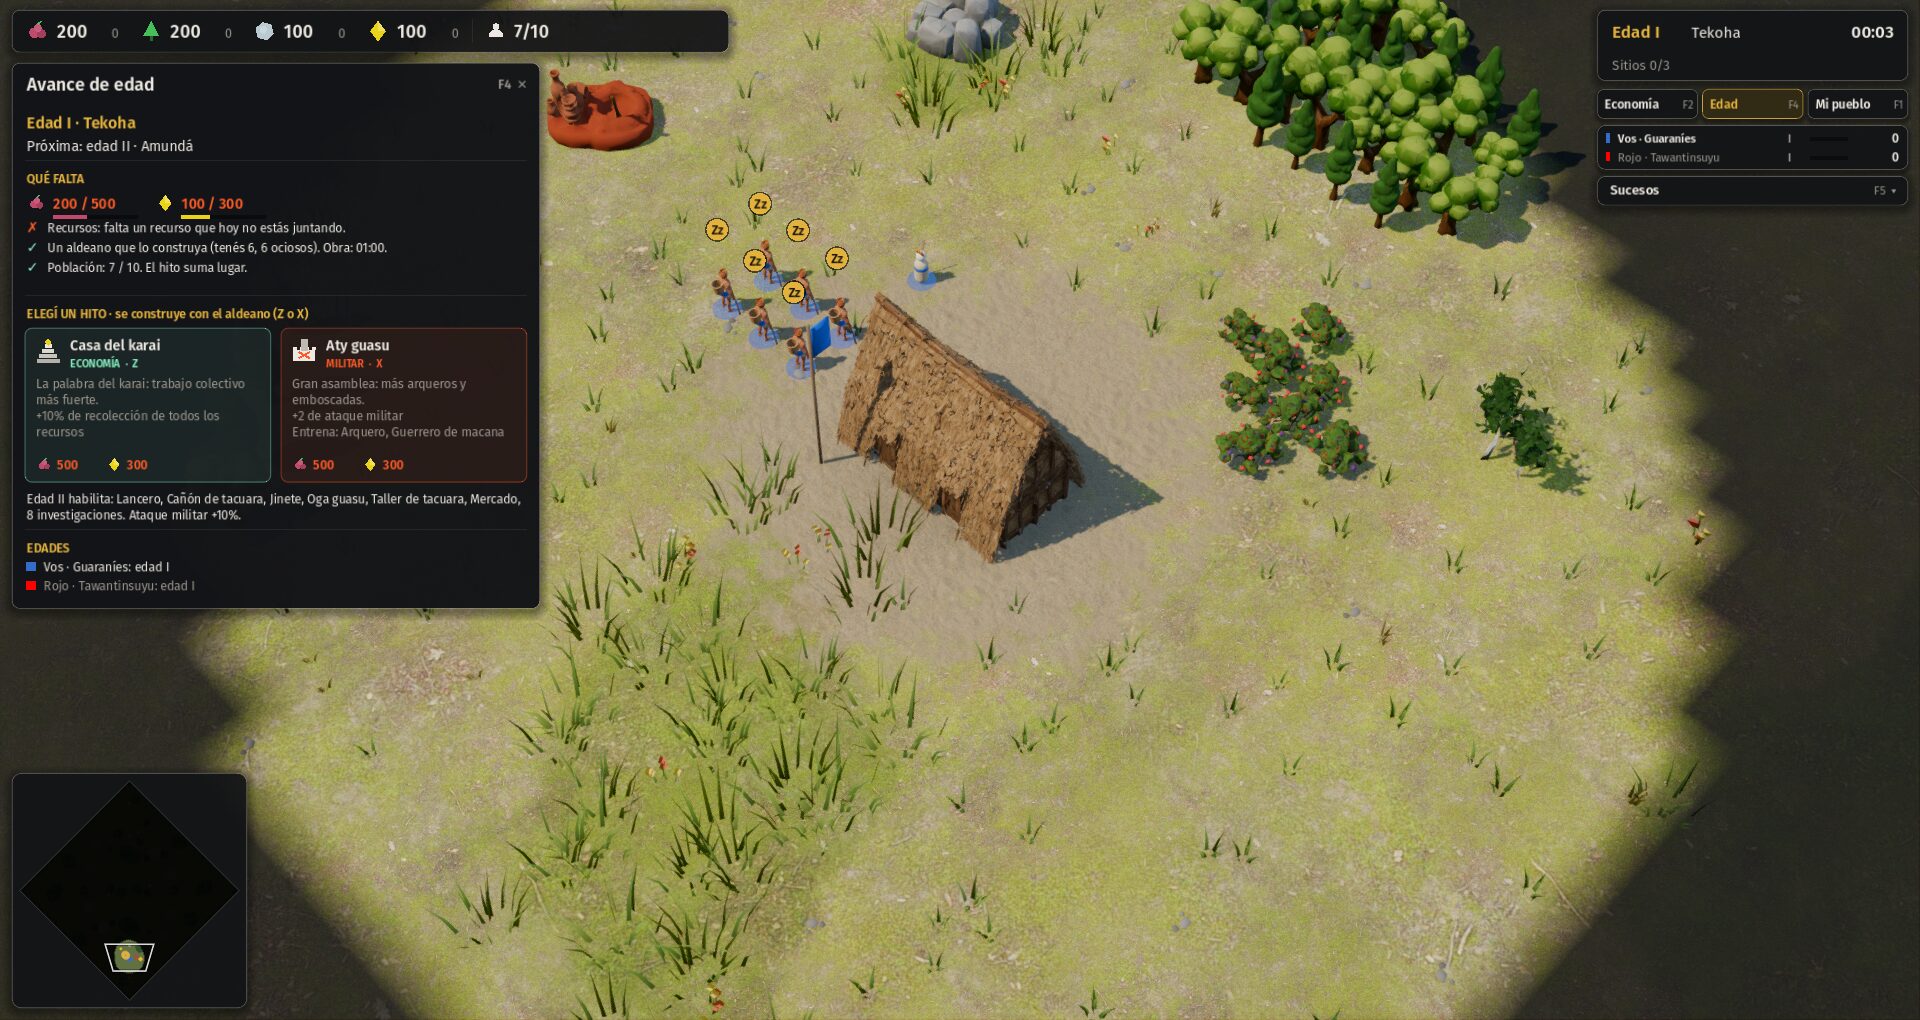 200 0 200 0 100 0 100 0 7/10
Avance de edad F4 ×
Edad I · Tekoha
Próxima: edad II · Amundá
QUÉ FALTA
200 / 500 100 / 300
✗ Recursos: falta un recurso que hoy no estás juntando.
✓ Un aldeano que lo construya (tenés 6, 6 ociosos). Obra: 01:00.
✓ Población: 7 / 10. El hito suma lugar.
ELEGÍ UN HITO · se construye con el aldeano (Z o X)
Casa del karai
ECONOMÍA · Z
La palabra del karai: trabajo colectivo
más fuerte.
+10% de recolección de todos los
recursos
500 300
Aty guasu
MILITAR · X
Gran asamblea: más arqueros y
emboscadas.
+2 de ataque militar
Entrena: Arquero, Guerrero de macana
500 300
Edad II habilita: Lancero, Cañón de tacuara, Jinete, Oga guasu, Taller de tacuara, Mercado,
8 investigaciones. Ataque militar +10%.
EDADES
Vos · Guaraníes: edad I
Rojo · Tawantinsuyu: edad I
Zz
Zz
Zz
Zz
Zz
Zz
Edad I Tekoha 00:03
Sitios 0/3
Economía F2 Edad F4 Mi pueblo F1
Vos · Guaraníes I 0
Rojo · Tawantinsuyu I 0
Sucesos F5 ▾